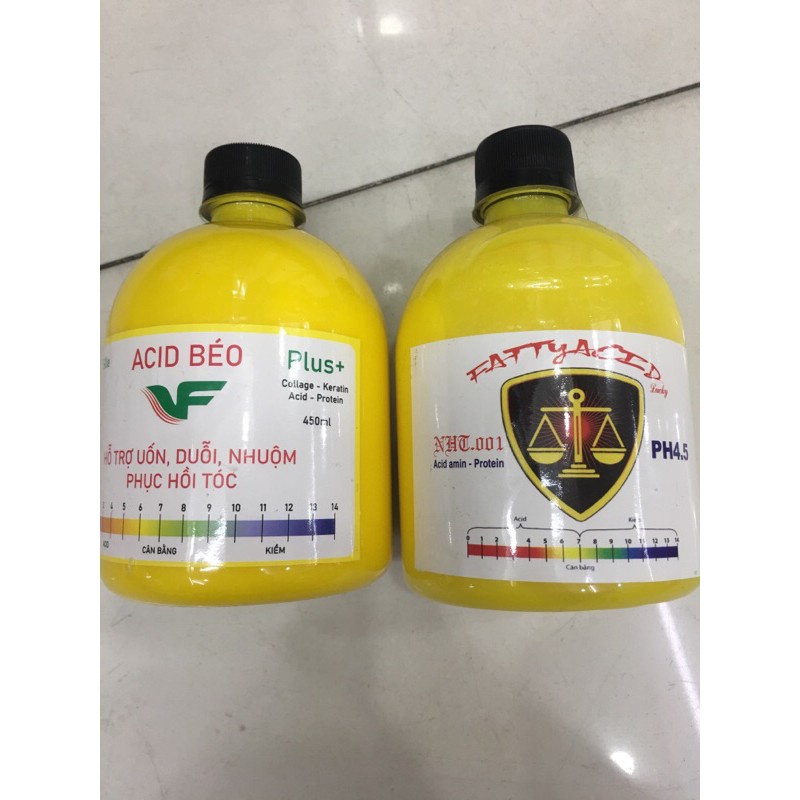 ACID BÉO
Plus+
Collage - Keratin
Acid - Protein
450ml
VF
HỖ TRỢ UỐN, DUỖI, NHUỘM
PHỤC HỒI TÓC
4 5 6 7 8 9 10 11 12 13 14
CÂN BẰNG KIỀM
FATTYACID
Lucky
NHT.001
Acid amin - Protein
PH4.5
Acid Kiềm
0 1 2 3 4 5 6 7 8 9 10 11 12 13 14
Cân bằng